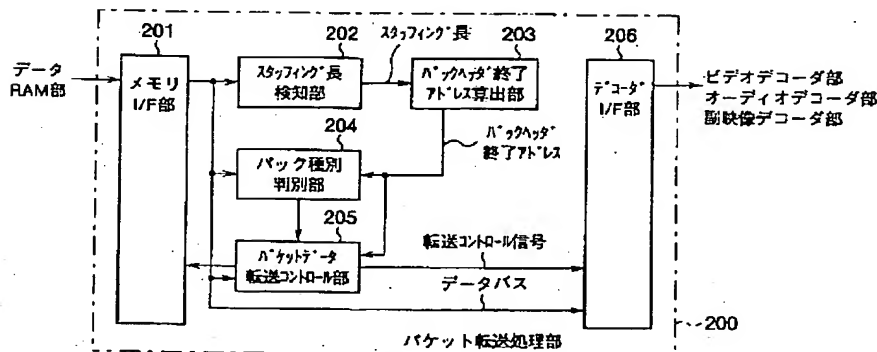 201
202
スタッフィング長
203
206
データ
RAM部
メモリ
I/F部
スタッフィング長
検知部
パックヘッダ終了
アドレス算出部
デコーダ
I/F部
ビデオデコーダ部
オーディオデコーダ部
副映像デコーダ部
204
パックヘッダ
終了アドレス
パック種別
判別部
205
パケットデータ
転送コントロール部
転送コントロール信号
データバス
200
パケット転送処理部